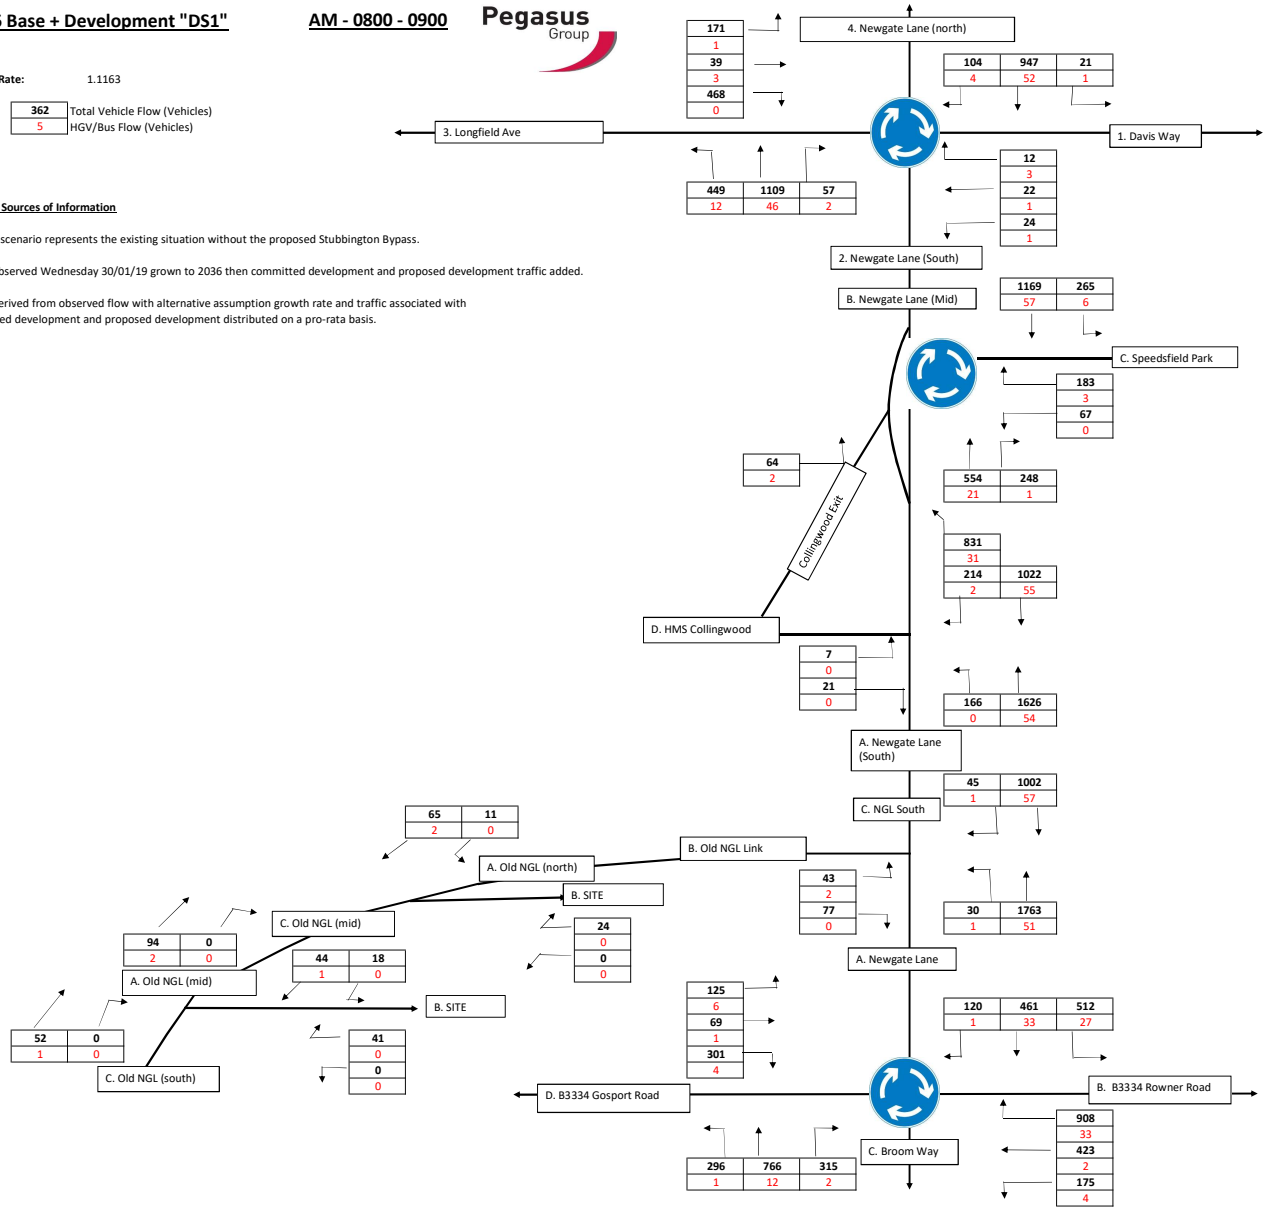 Base + Development "DS1"
AM - 0800 - 0900
Pegasus
Group
Rate: 1.1163
362 Total Vehicle Flow (Vehicles)
5 HGV/Bus Flow (Vehicles)
Sources of Information
scenario represents the existing situation without the proposed Stubbington Bypass.
Wednesday 30/01/19 grown to 2036 then committed development and proposed development traffic added.
from observed flow with alternative assumption growth rate and traffic associated with
development and proposed development distributed on a pro-rata basis.
171
1
39
3
468
0
4. Newgate Lane (north)
104 947 21
4 52 1
3. Longfield Ave
1. Davis Way
449 1109 57
12 46 2
12
3
22
1
24
1
2. Newgate Lane (South)
B. Newgate Lane (Mid)
1169 265
57 6
C. Speedsfield Park
183
3
67
0
64
2
554 248
21 1
Collingwood Exit
831
31
214 1022
2 55
D. HMS Collingwood
7
0
21
0
166 1626
0 54
A. Newgate Lane
(South)
45 1002
1 57
C. NGL South
65 11
2 0
B. Old NGL Link
A. Old NGL (north)
B. SITE
43
2
77
0
30 1763
1 51
C. Old NGL (mid)
24
0
0
0
94 0
2 0
44 18
1 0
A. Newgate Lane
A. Old NGL (mid)
B. SITE
125
6
69
1
301
4
120 461 512
1 33 27
52 0
1 0
41
0
0
0
C. Old NGL (south)
D. B3334 Gosport Road
B. B3334 Rowner Road
C. Broom Way
296 766 315
1 12 2
908
33
423
2
175
4